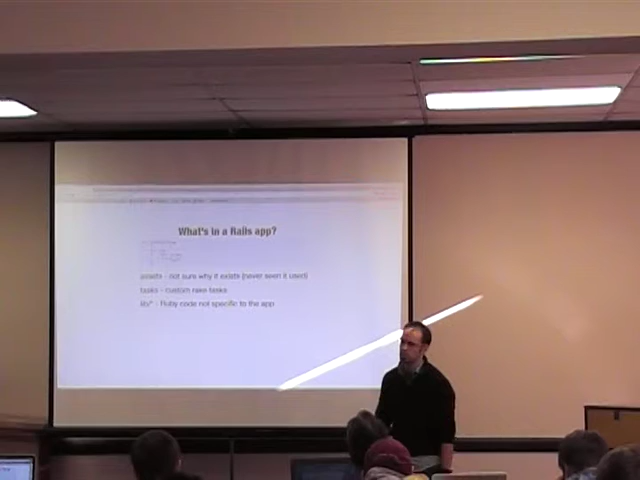 What's in a Rails app?
assets - not sure why it exists (never seen it used)
tasks - custom rake tasks
lib/* - Ruby code not specific to the app